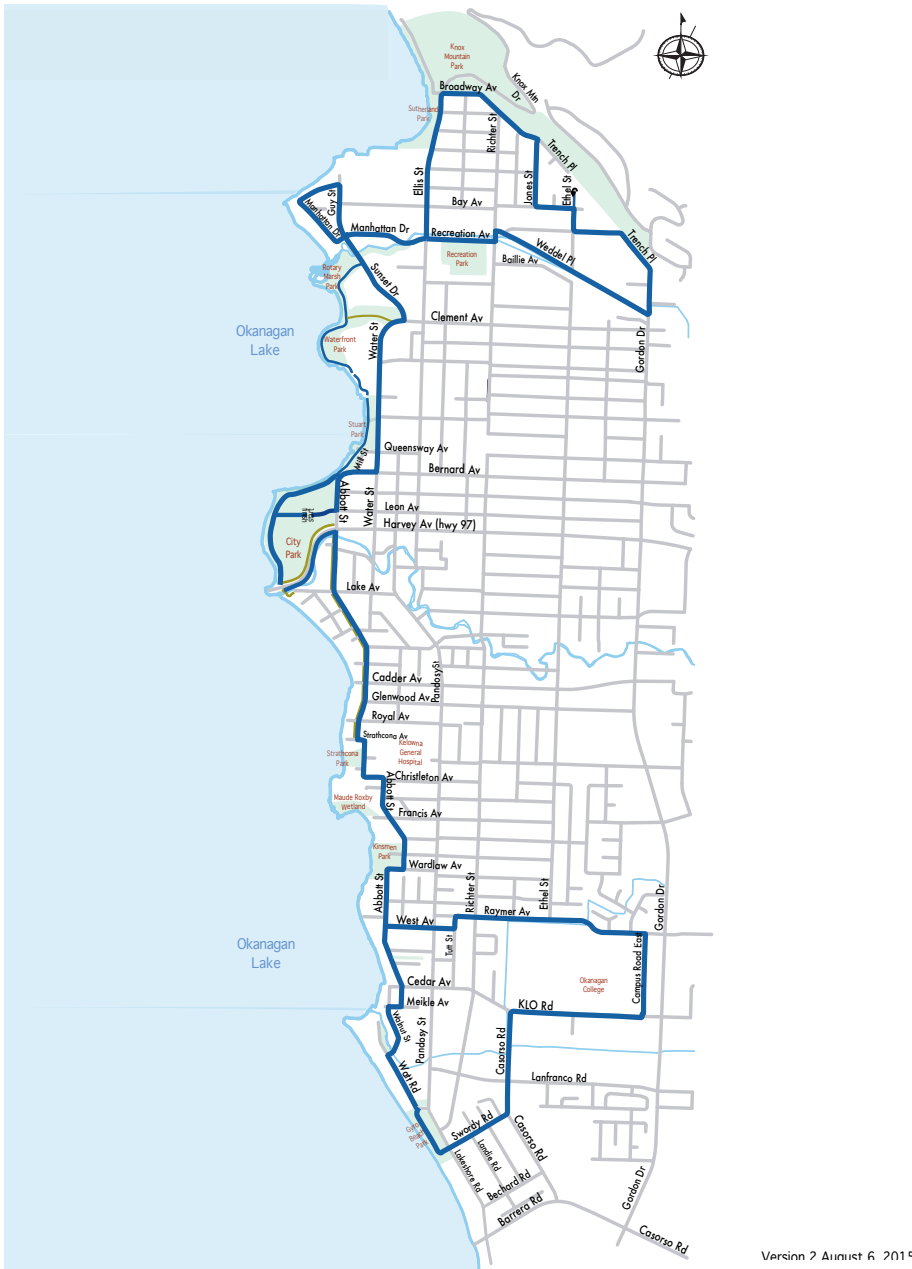 Knox
Mountain
Park
Broadway Av
Knox Mtn
Dr
Sutherland
Park
Richter St
Trench Pl
Ellis St
Jones St
Ethel St
Guy St
Manhattan Dr
Bay Av
Manhattan Dr
Recreation Av
Weddel Pl
Trench Pl
Recreation
Park
Baillie Av
Rotary
Marsh
Park
Sunset Dr
Okanagan
Lake
Clement Av
Water St
Waterfront
Park
Gordon Dr
Stuart
Park
Mill St
Queensway Av
Bernard Av
Abbott St
Water St
Leon Av
Harvey Av (hwy 97)
City
Park
Lake Av
Pandosy St
Cadder Av
Glenwood Av
Royal Av
Strathcona Av
Kelowna
General
Hospital
Strathcona
Park
Abbott St
Christleton Av
Maude Roxby
Wetland
Francis Av
Kinsmen
Park
Wardlaw Av
Abbott St
Richter St
Ethel St
Gordon Dr
West Av
Raymer Av
Tutt St
Okanagan
Lake
Campus Road East
Cedar Av
Okanagan
College
Meikle Av
KLO Rd
Walnut St
Pandosy St
Casorso Rd
Watt Rd
Lanfranco Rd
Gyro
Beach
Park
Swordy Rd
Casorso Rd
Lakeshore Rd
Landie Rd
Bechard Rd
Barrera Rd
Gordon Dr
Casorso Rd
Version 2 August 6, 2015